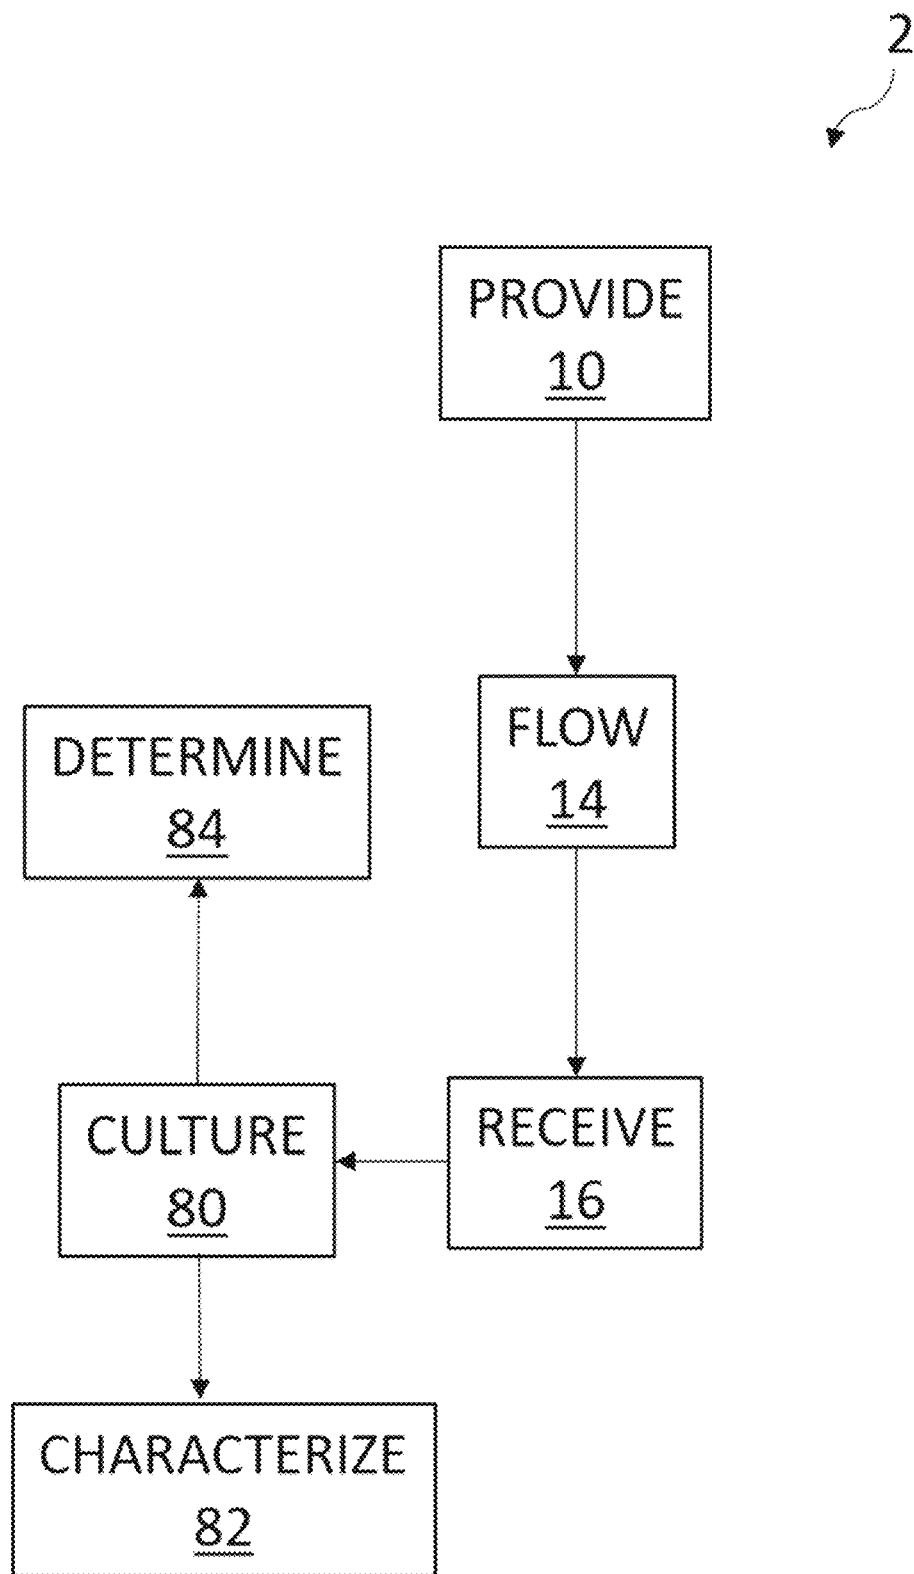 2
PROVIDE
10
FLOW
14
DETERMINE
84
RECEIVE
16
CULTURE
80
CHARACTERIZE
82